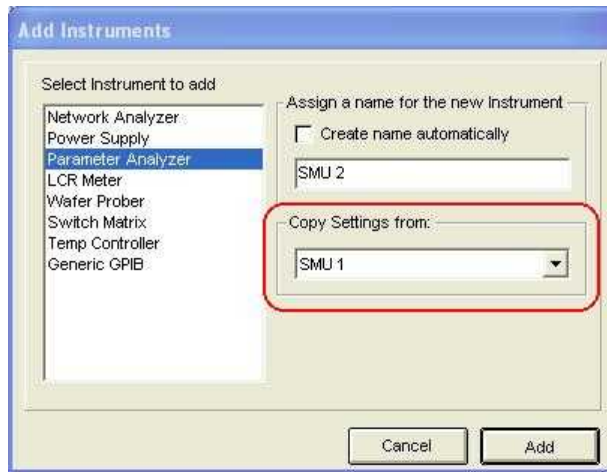 Add Instruments
Select Instrument to add
Network Analyzer
Power Supply
Parameter Analyzer
LCR Meter
Wafer Prober
Switch Matrix
Temp Controller
Generic GPIB
Assign a name for the new Instrument
Create name automatically
SMU 2
Copy Settings from:
SMU 1
Cancel
Add